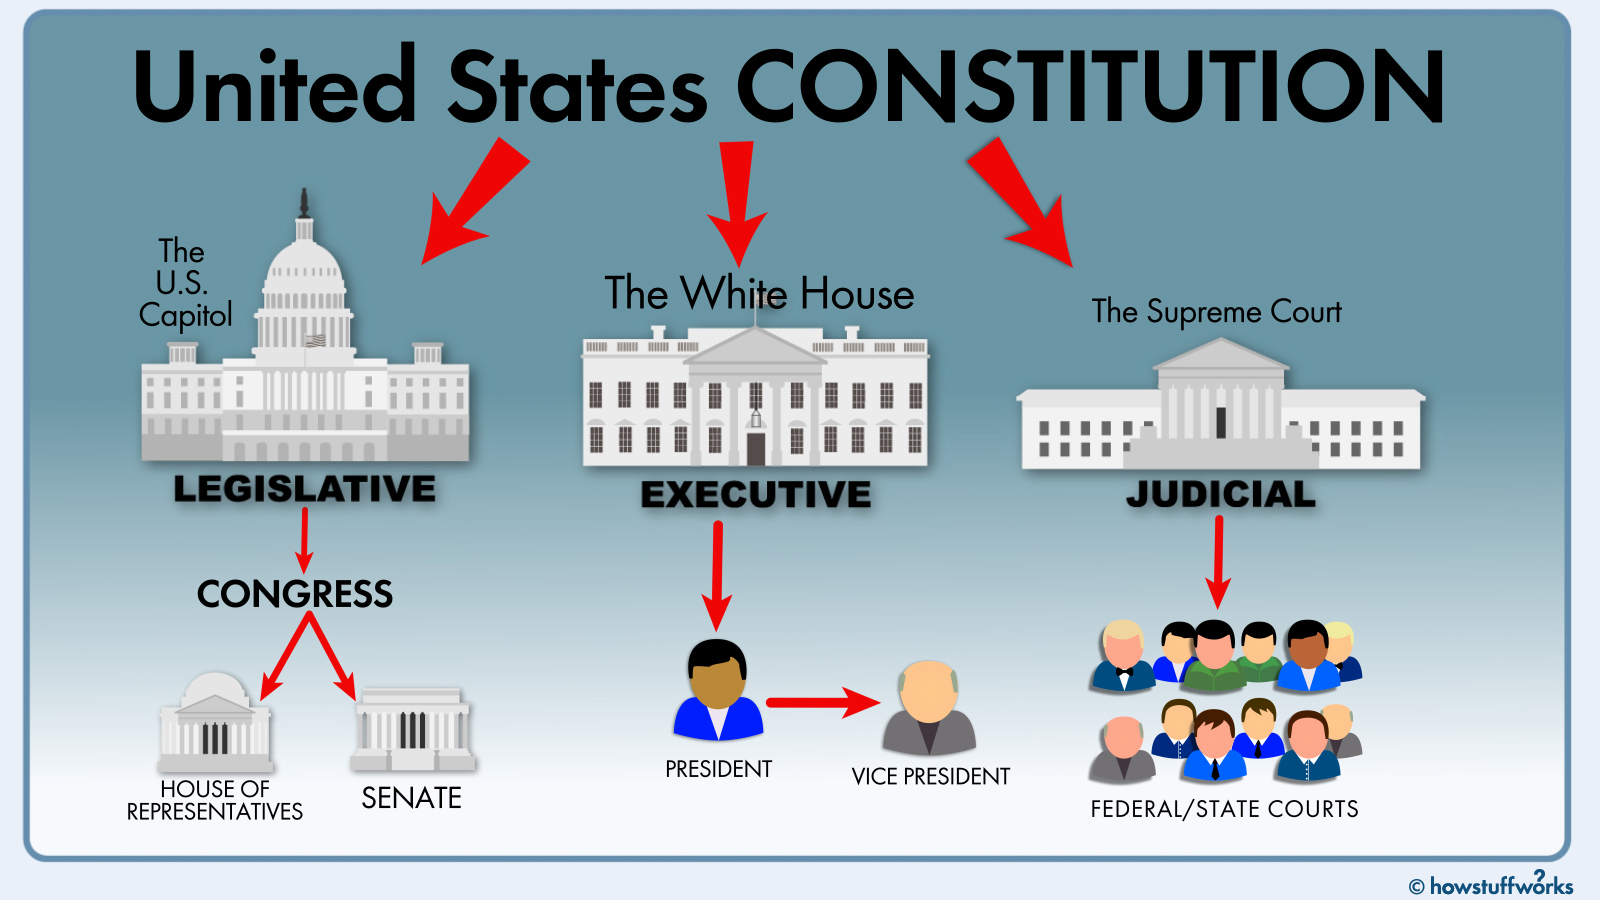 United States CONSTITUTION
The
U.S.
Capitol
The White House
The Supreme Court
LEGISLATIVE
EXECUTIVE
JUDICIAL
CONGRESS
HOUSE OF
REPRESENTATIVES
SENATE
PRESIDENT
VICE PRESIDENT
FEDERAL/STATE COURTS
© howstuffworks